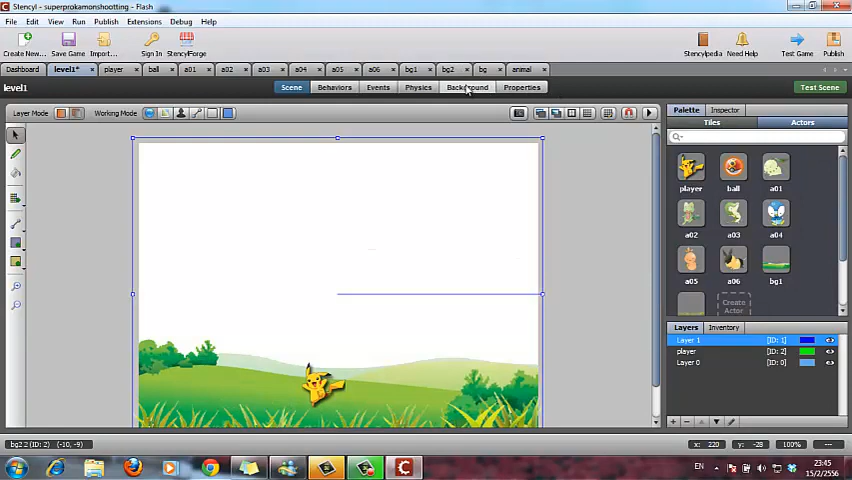 Stencyl - superprokamonshootting - Flash
File Edit View Run Publish Extensions Debug Help
Create New... Save Game Import... Sign In StencylForge Stencylpedia Need Help Test Game Publish
Dashboard level1* player ball a01 a02 a03 a04 a05 a06 bg1 bg2 bg animal
level1 Scene Behaviors Events Physics Background Properties Test Scene
Layer Mode Working Mode Palette Inspector
Tiles Actors
player ball a01
a02 a03 a04
a05 a06 bg1
Create
Actor
Layers Inventory
Layer 1 [ID: 1]
player [ID: 2]
Layer 0 [ID: 0]
bg2 2 (ID: 2) (-10, -9) x: 220 y: -28 100% ---
EN 23:45
15/2/2556